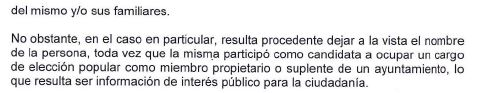 del mismo y/o sus familiares.
No obstante, en el caso en particular, resulta procedente dejar a la vista el nombre
de la persona, toda vez que la misma participó como candidata a ocupar un cargo
de elección popular como miembro propietario o suplente de un ayuntamiento, lo
que resulta ser información de interés público para la ciudadanía.